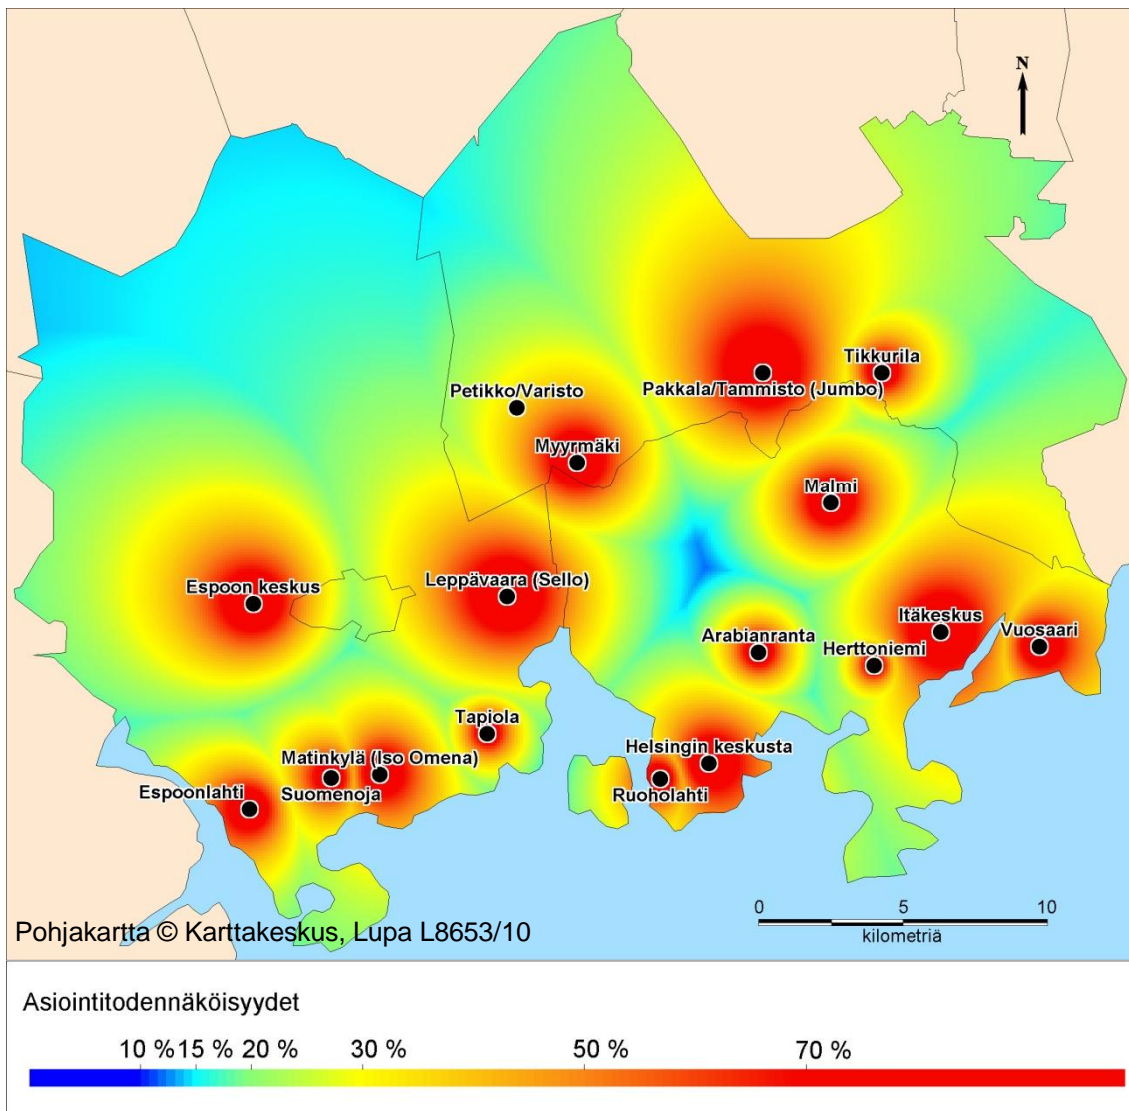 N
Tikkurila
Pakkala/Tammisto (Jumbo)
Petikko/Varisto
Myyrmäki
Malmi
Espoon keskus
Leppävaara (Sello)
Itäkeskus
Arabianranta
Vuosaari
Herttoniemi
Tapiola
Matinkylä (Iso Omena)
Helsingin keskusta
Espoonlahti
Suomenoja
Ruoholahti
0 5 10
kilometriä
Pohjakartta © Karttakeskus, Lupa L8653/10
Asiointitodennäköisyydet
10 % 15 % 20 % 30 % 50 % 70 %